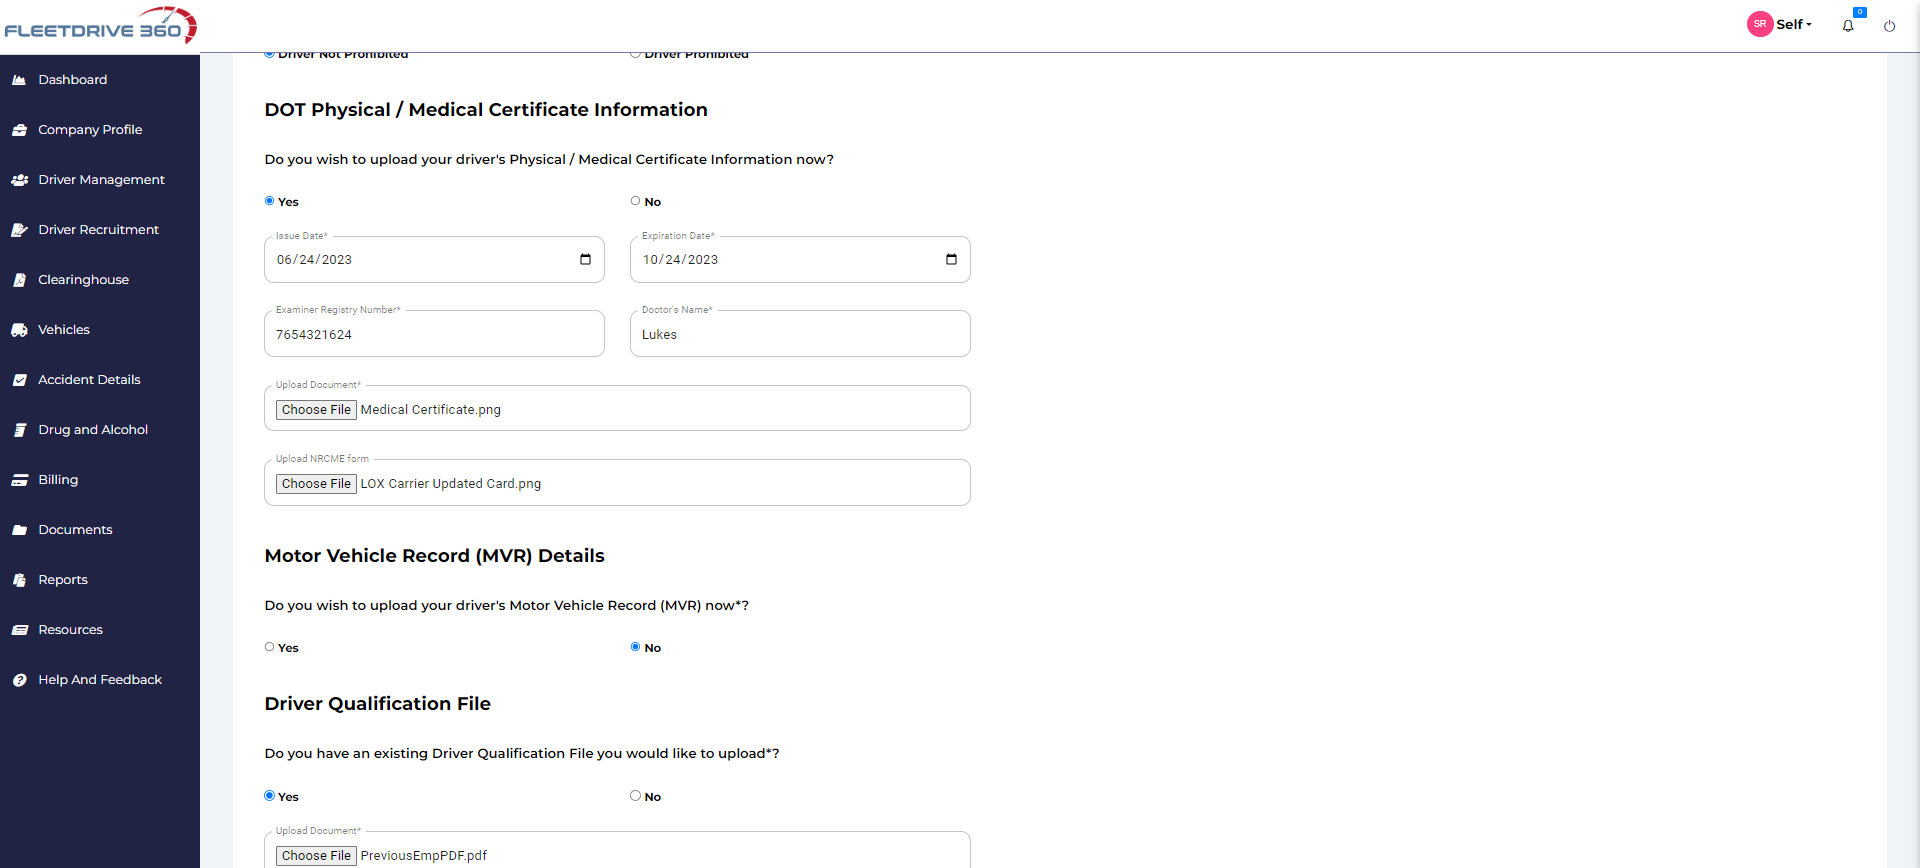 FLEETDRIVE 360
SR Self
0
Dashboard
Company Profile
Driver Management
Driver Recruitment
Clearinghouse
Vehicles
Accident Details
Drug and Alcohol
Billing
Documents
Reports
Resources
Help And Feedback
Driver Not Prohibited Driver Prohibited
DOT Physical / Medical Certificate Information
Do you wish to upload your driver's Physical / Medical Certificate Information now?
Yes No
Issue Date* Expiration Date*
06/24/2023 10/24/2023
Examiner Registry Number* Doctor's Name*
7654321624 Lukes
Upload Document*
Choose File Medical Certificate.png
Upload NRCME form
Choose File LOX Carrier Updated Card.png
Motor Vehicle Record (MVR) Details
Do you wish to upload your driver's Motor Vehicle Record (MVR) now*?
Yes No
Driver Qualification File
Do you have an existing Driver Qualification File you would like to upload*?
Yes No
Upload Document*
Choose File PreviousEmpPDF.pdf